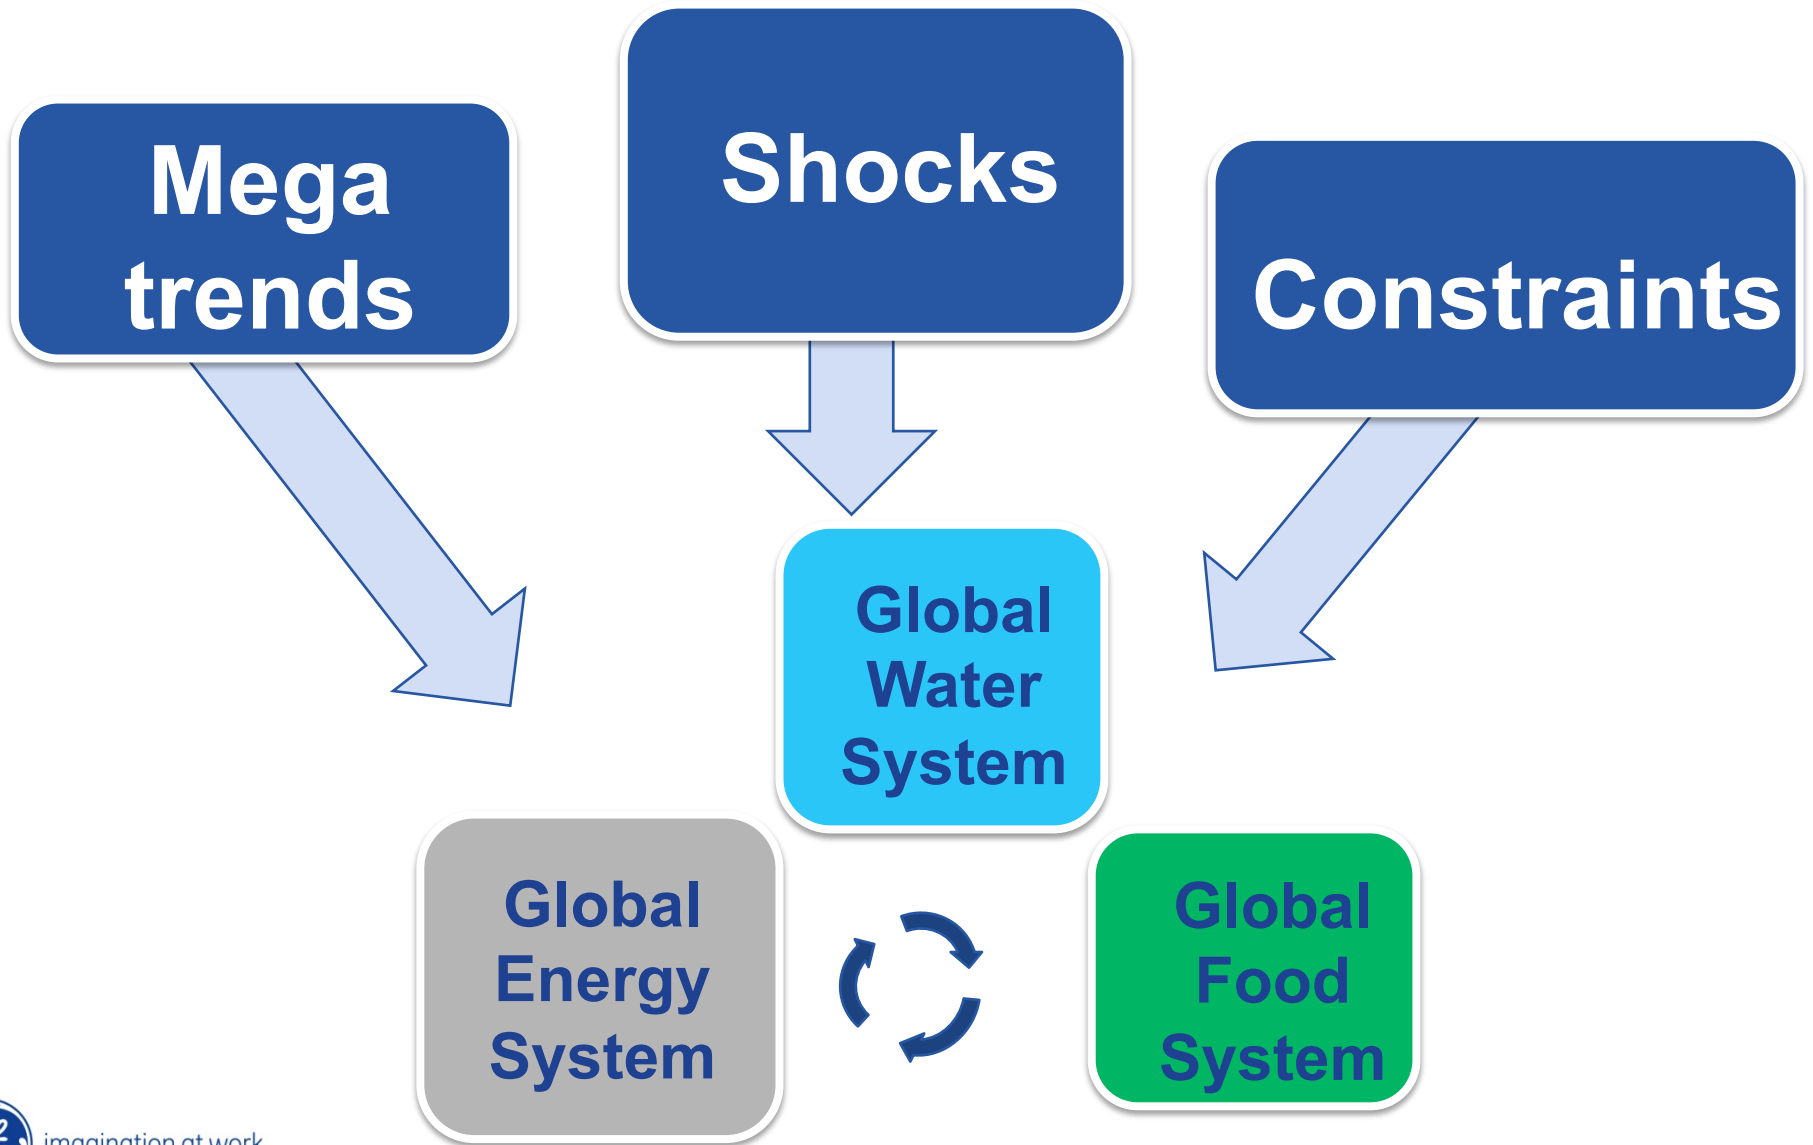 Mega
trends
Shocks
Constraints
Global
Water
System
Global
Energy
System
Global
Food
System
imagination at work